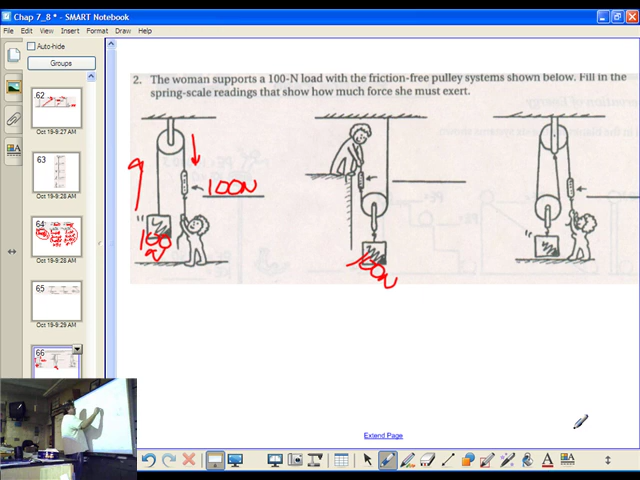 Chap 7_8 * - SMART Notebook
File Edit View Insert Format Draw Help
Auto-hide
Groups
62
Oct 19-9:27 AM
63
Oct 19-9:28 AM
64
Oct 19-9:28 AM
65
Oct 19-9:29 AM
66
2. The woman supports a 100-N load with the friction-free pulley systems shown below. Fill in the
spring-scale readings that show how much force she must exert.
100N
100
N
100N
Extend Page